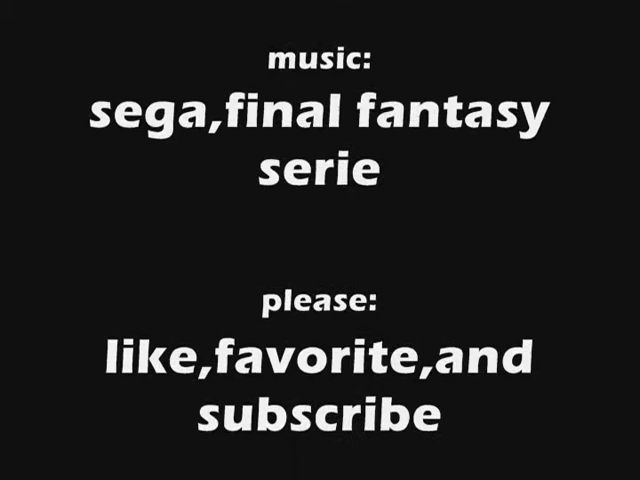 music:
sega,final fantasy
serie
please:
like,favorite,and
subscribe